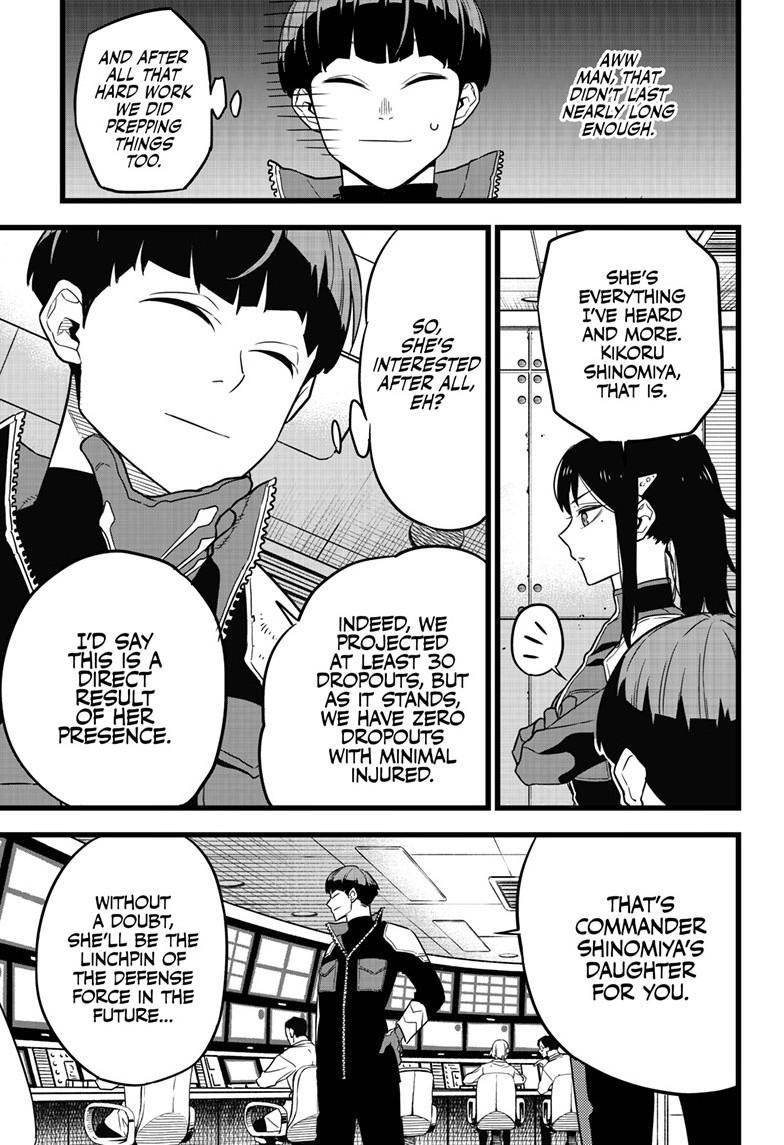 AWW
MAN, THAT
DIDN'T LAST
NEARLY LONG
ENOUGH.
AND AFTER
ALL THAT
HARD WORK
WE DID
PREPPING
THINGS
TOO.
SHE'S
EVERYTHING
I'VE HEARD
AND MORE.
KIKORU
SHINOMIYA,
THAT IS.
SO,
SHE'S
INTERESTED
AFTER ALL,
EH?
INDEED, WE
PROJECTED
AT LEAST 30
DROPOUTS, BUT
AS IT STANDS,
WE HAVE ZERO
DROPOUTS
WITH MINIMAL
INJURED.
I'D SAY
THIS IS A
DIRECT
RESULT
OF HER
PRESENCE.
THAT'S
COMMANDER
SHINOMIYA'S
DAUGHTER
FOR YOU.
WITHOUT
A DOUBT,
SHE'LL BE THE
LINCHPIN
OF THE DEFENSE
FORCE IN THE
FUTURE...